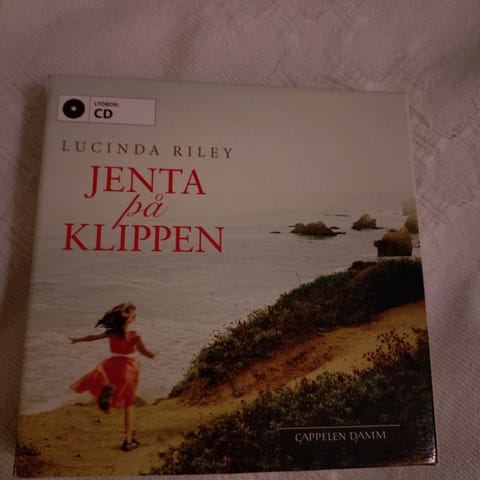 LYDBOK:
CD
LUCINDA RILEY
JENTA
på
KLIPPEN
CAPPELEN DAMM